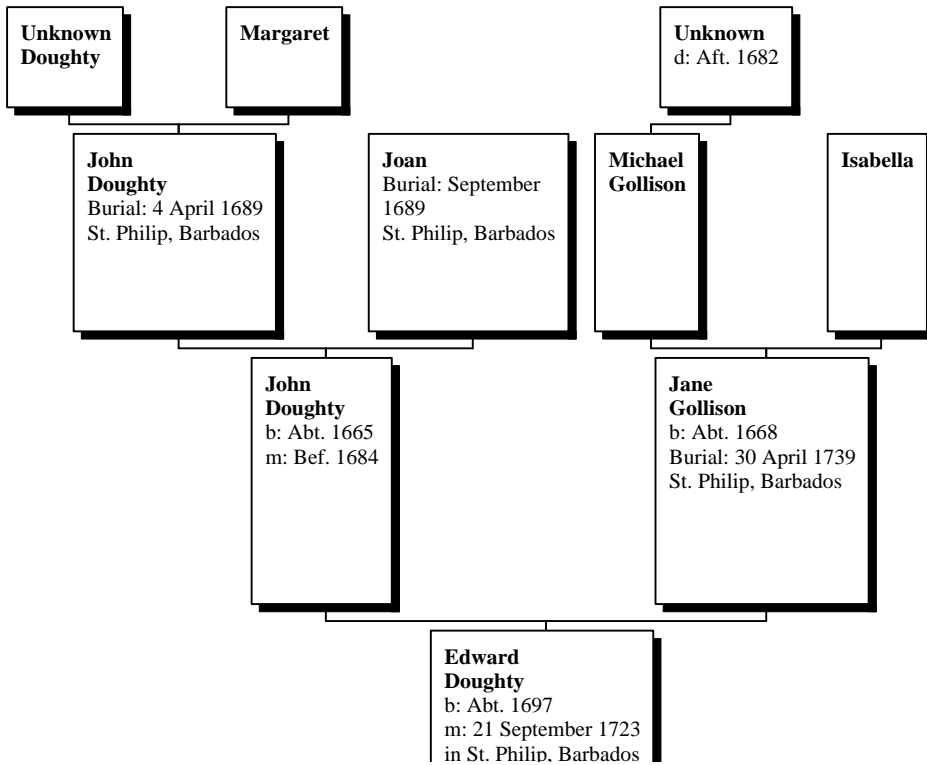 Unknown
Doughty
Margaret
Unknown
d: Aft. 1682
John
Doughty
Burial: 4 April 1689
St. Philip, Barbados
Joan
Burial: September
1689
St. Philip, Barbados
Michael
Gollison
Isabella
John
Doughty
b: Abt. 1665
m: Bef. 1684
Jane
Gollison
b: Abt. 1668
Burial: 30 April 1739
St. Philip, Barbados
Edward
Doughty
b: Abt. 1697
m: 21 September 1723
in St. Philip, Barbados